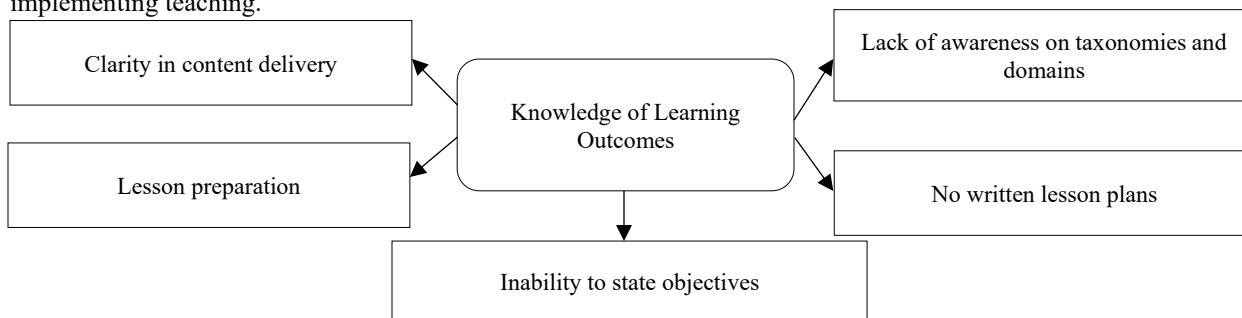 implementing teaching.
Clarity in content delivery
Lack of awareness on taxonomies and
domains
Knowledge of Learning
Outcomes
Lesson preparation
No written lesson plans
Inability to state objectives